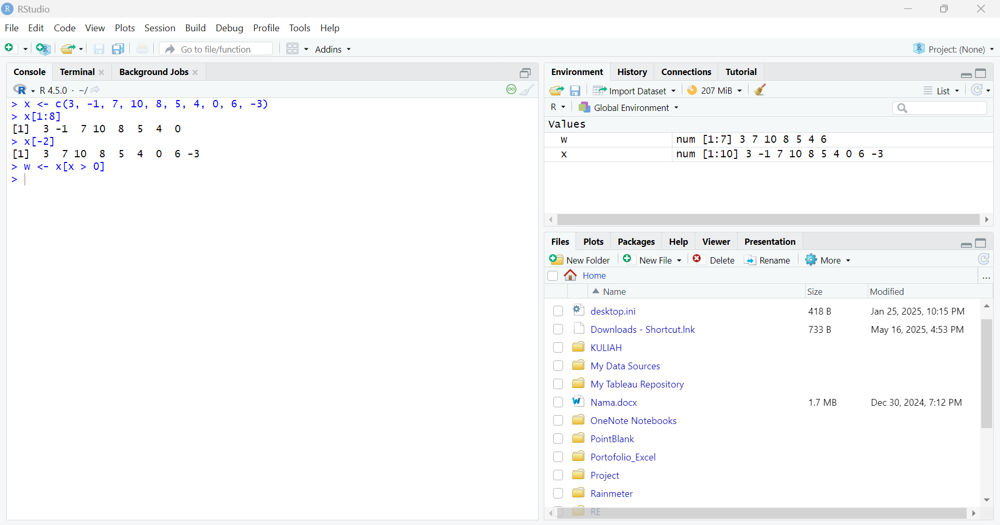 R RStudio
File Edit Code View Plots Session Build Debug Profile Tools Help
Go to file/function Addins Project: (None)
Console Terminal Background Jobs
R 4.5.0 · ~/
> x <- c(3, -1, 7, 10, 8, 5, 4, 0, 6, -3)
> x[1:8]
[1]  3 -1  7 10  8  5  4  0
> x[-2]
[1]  3  7 10  8  5  4  0  6 -3
> w <- x[x > 0]
>
Environment History Connections Tutorial
Import Dataset 207 MiB List
R Global Environment
Values
w num [1:7] 3 7 10 8 5 4 6
x num [1:10] 3 -1 7 10 8 5 4 0 6 -3
Files Plots Packages Help Viewer Presentation
New Folder New File Delete Rename More
Home ...
Name Size Modified
desktop.ini 418 B Jan 25, 2025, 10:15 PM
Downloads - Shortcut.lnk 733 B May 16, 2025, 4:53 PM
KULIAH
My Data Sources
My Tableau Repository
Nama.docx 1.7 MB Dec 30, 2024, 7:12 PM
OneNote Notebooks
PointBlank
Portofolio_Excel
Project
Rainmeter
RE